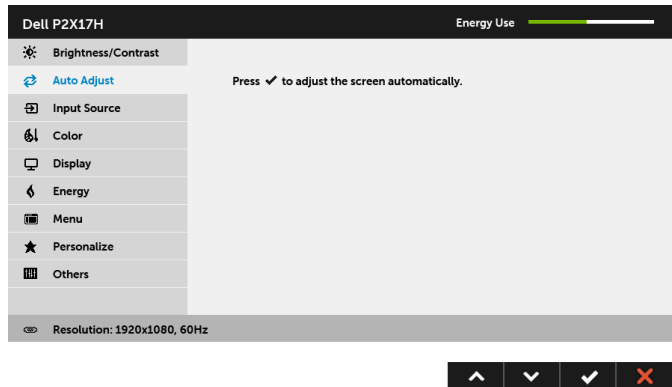 Dell P2X17H
Energy Use
Brightness/Contrast
Auto Adjust
Press ✔ to adjust the screen automatically.
Input Source
Color
Display
Energy
Menu
Personalize
Others
Resolution: 1920x1080, 60Hz